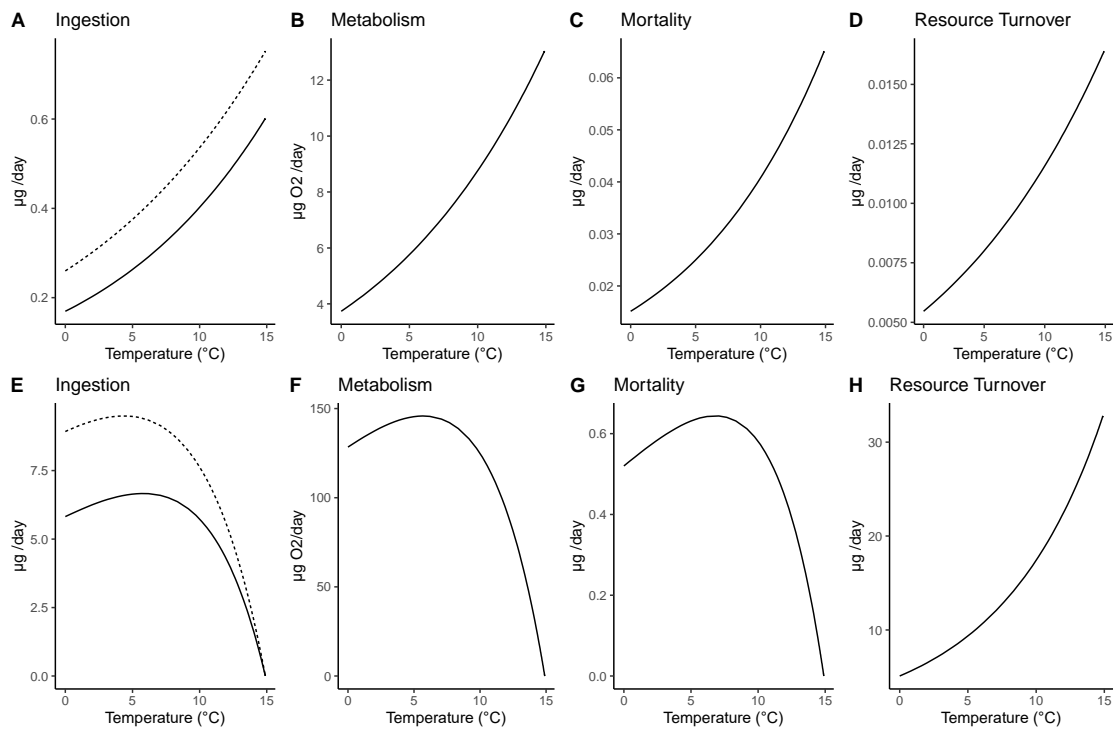 A Ingestion
B Metabolism
C Mortality
D Resource Turnover
µg /day
0.6
0.4
0.2
0 5 10 15
Temperature (°C)
µg O2 /day
12
10
8
6
4
0 5 10 15
Temperature (°C)
µg /day
0.06
0.05
0.04
0.03
0.02
0 5 10 15
Temperature (°C)
µg /day
0.0150
0.0125
0.0100
0.0075
0.0050
0 5 10 15
Temperature (°C)
E Ingestion
F Metabolism
G Mortality
H Resource Turnover
µg /day
7.5
5.0
2.5
0.0
0 5 10 15
Temperature (°C)
µg O2/day
150
100
50
0
0 5 10 15
Temperature (°C)
µg /day
0.6
0.4
0.2
0.0
0 5 10 15
Temperature (°C)
µg /day
30
20
10
0 5 10 15
Temperature (°C)